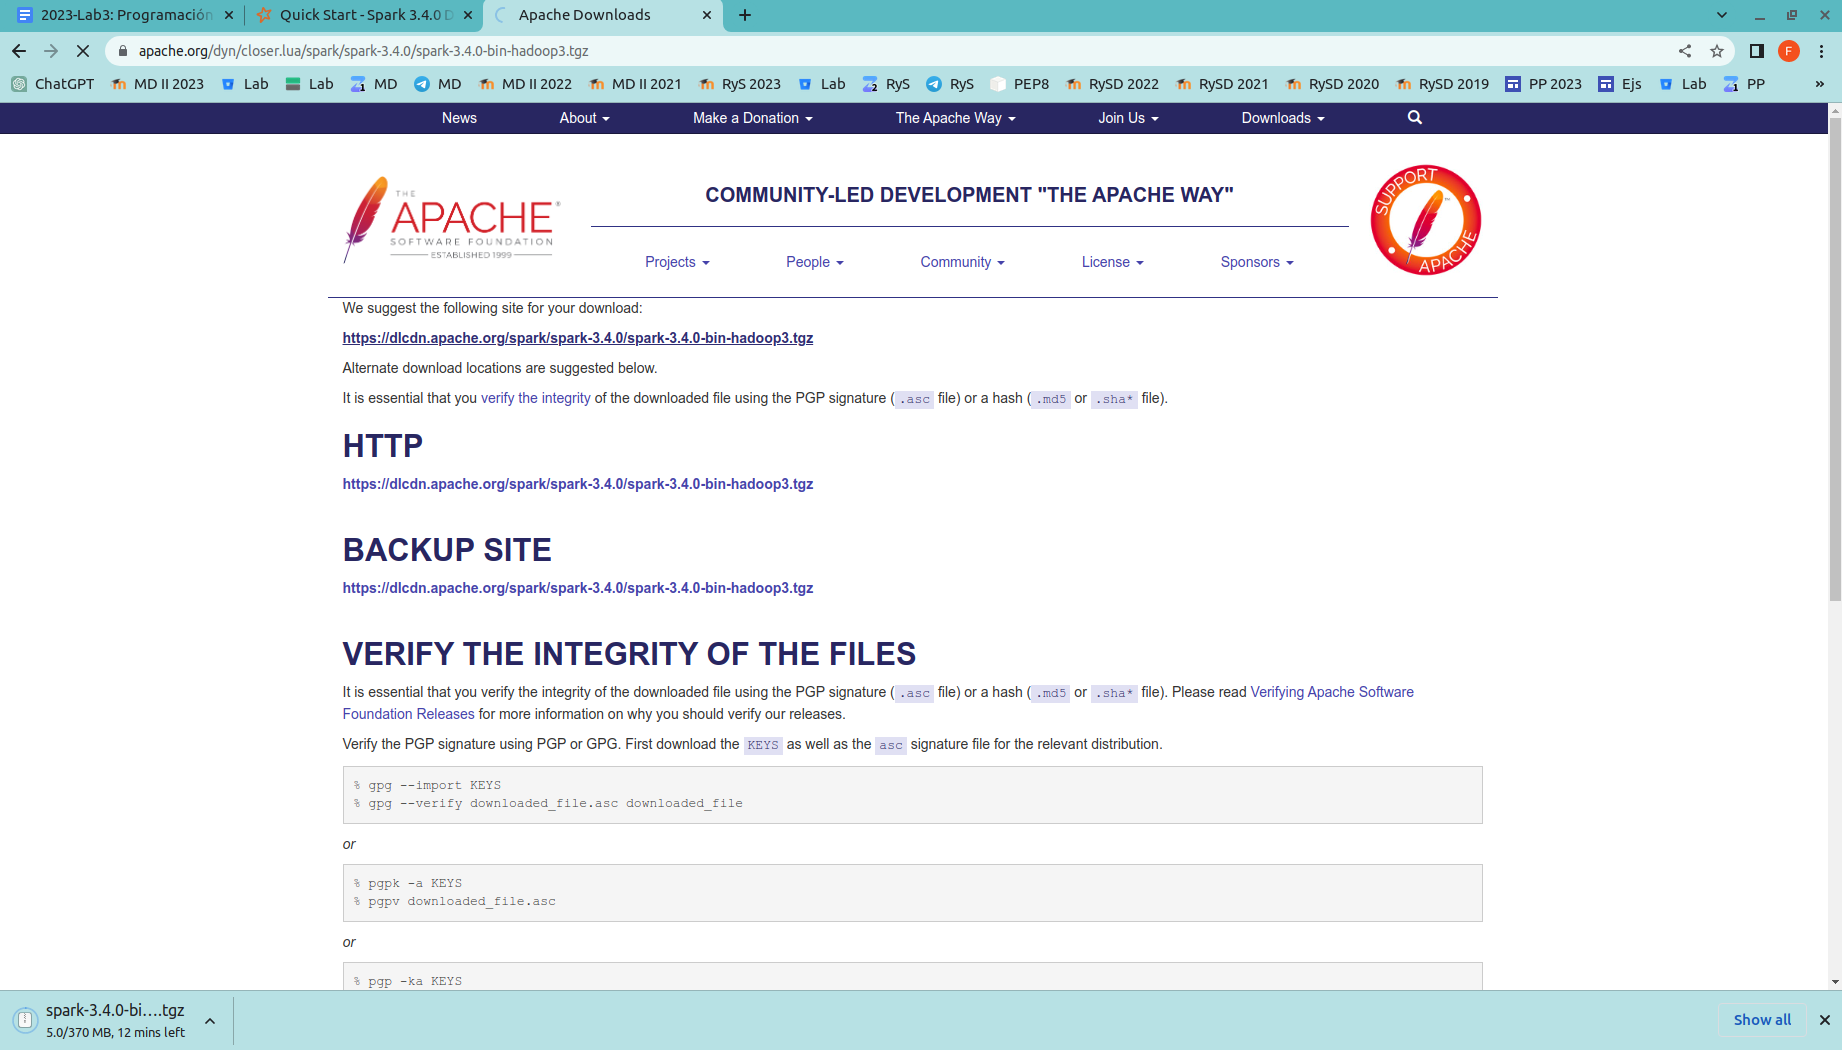 2023-Lab3: Programación
Quick Start - Spark 3.4.0 D
Apache Downloads
apache.org/dyn/closer.lua/spark/spark-3.4.0/spark-3.4.0-bin-hadoop3.tgz
F
ChatGPT MD II 2023 Lab Lab MD MD MD II 2022 MD II 2021 RyS 2023 Lab RyS RyS PEP8 RySD 2022 RySD 2021 RySD 2020 RySD 2019 PP 2023 Ejs Lab PP »
News About Make a Donation The Apache Way Join Us Downloads
THE
APACHE®
SOFTWARE FOUNDATION
ESTABLISHED 1999
COMMUNITY-LED DEVELOPMENT "THE APACHE WAY"
Projects People Community License Sponsors
SUPPORT
APACHE
We suggest the following site for your download:
https://dlcdn.apache.org/spark/spark-3.4.0/spark-3.4.0-bin-hadoop3.tgz
Alternate download locations are suggested below.
It is essential that you verify the integrity of the downloaded file using the PGP signature ( .asc file) or a hash ( .md5 or .sha* file).
HTTP
https://dlcdn.apache.org/spark/spark-3.4.0/spark-3.4.0-bin-hadoop3.tgz
BACKUP SITE
https://dlcdn.apache.org/spark/spark-3.4.0/spark-3.4.0-bin-hadoop3.tgz
VERIFY THE INTEGRITY OF THE FILES
It is essential that you verify the integrity of the downloaded file using the PGP signature ( .asc file) or a hash ( .md5 or .sha* file). Please read Verifying Apache Software
Foundation Releases for more information on why you should verify our releases.
Verify the PGP signature using PGP or GPG. First download the KEYS as well as the asc signature file for the relevant distribution.
% gpg --import KEYS
% gpg --verify downloaded_file.asc downloaded_file
or
% pgpk -a KEYS
% pgpv downloaded_file.asc
or
% pgp -ka KEYS
spark-3.4.0-bi....tgz
5.0/370 MB, 12 mins left
Show all